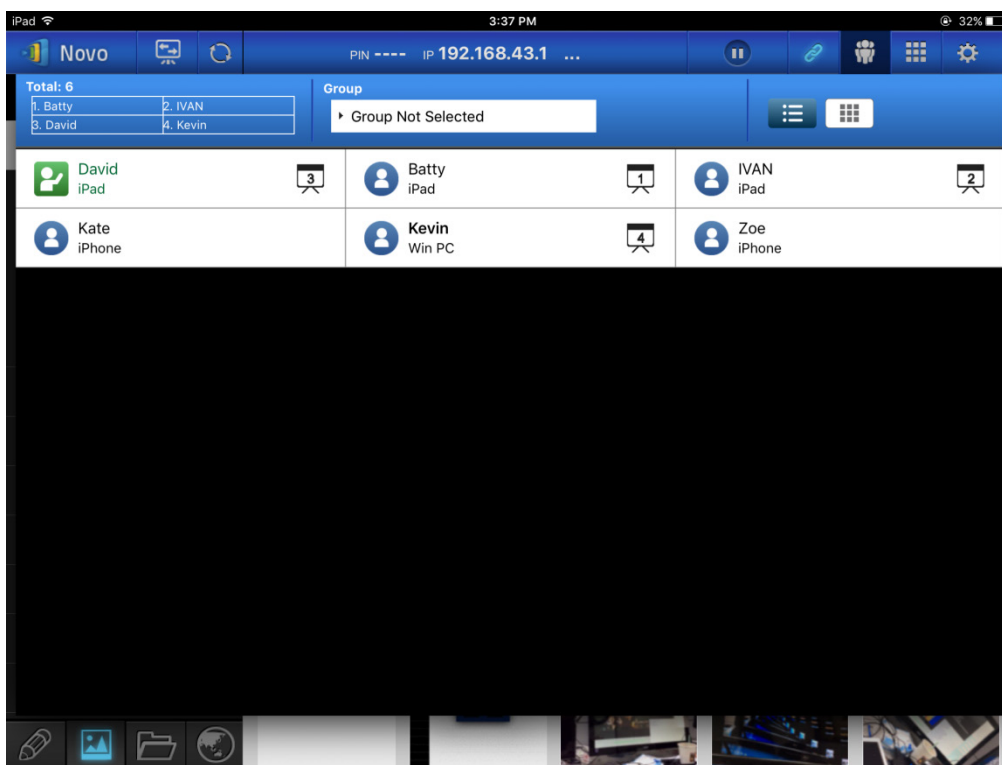 iPad 3:37 PM 32%
Novo PIN ---- IP 192.168.43.1 ...
Total: 6
1. Batty 2. IVAN
3. David 4. Kevin
Group
Group Not Selected
David
iPad
3
Batty
iPad
1
IVAN
iPad
2
Kate
iPhone
Kevin
Win PC
4
Zoe
iPhone